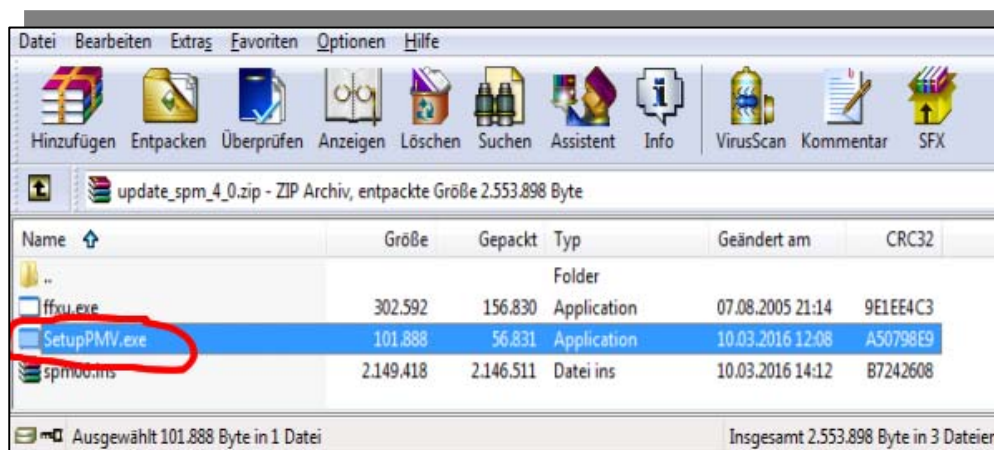 Datei Bearbeiten Extras Favoriten Optionen Hilfe
Hinzufügen Entpacken Überprüfen Anzeigen Löschen Suchen Assistent Info VirusScan Kommentar SFX
update_spm_4_0.zip - ZIP Archiv, entpackte Größe 2.553.898 Byte
Name Größe Gepackt Typ Geändert am CRC32
.. Folder
ffxu.exe 302.592 156.830 Application 07.08.2005 21:14 9E1EE4C3
SetupPMV.exe 101.888 56.831 Application 10.03.2016 12:08 A50798E9
2.149.418 2.146.511 Datei ins 10.03.2016 14:12 B7242608
Ausgewählt 101.888 Byte in 1 Datei Insgesamt 2.553.898 Byte in 3 Dateien